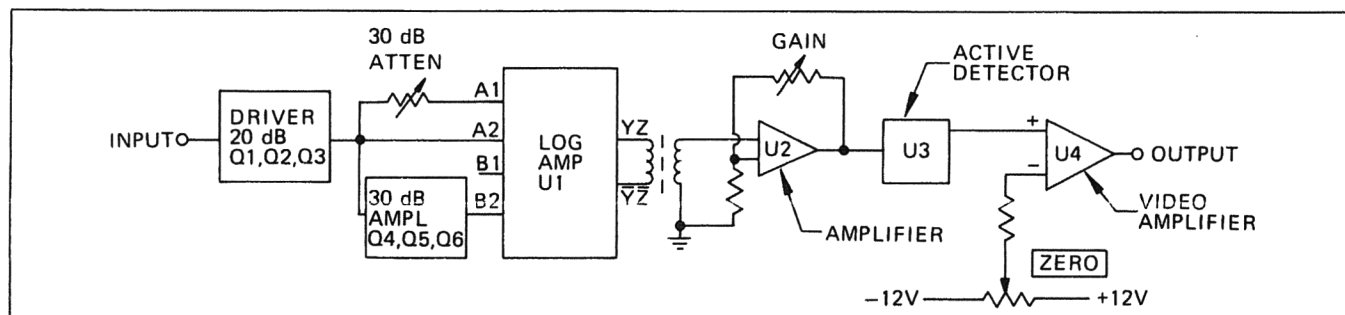 30 dB
ATTEN
GAIN
ACTIVE
DETECTOR
INPUT
DRIVER
20 dB
Q1,Q2,Q3
A1
A2
B1
B2
30 dB
AMPL
Q4,Q5,Q6
LOG
AMP
U1
YZ
Y̅Z̅
U2
AMPLIFIER
U3
+
−
U4
OUTPUT
VIDEO
AMPLIFIER
ZERO
−12V
+12V